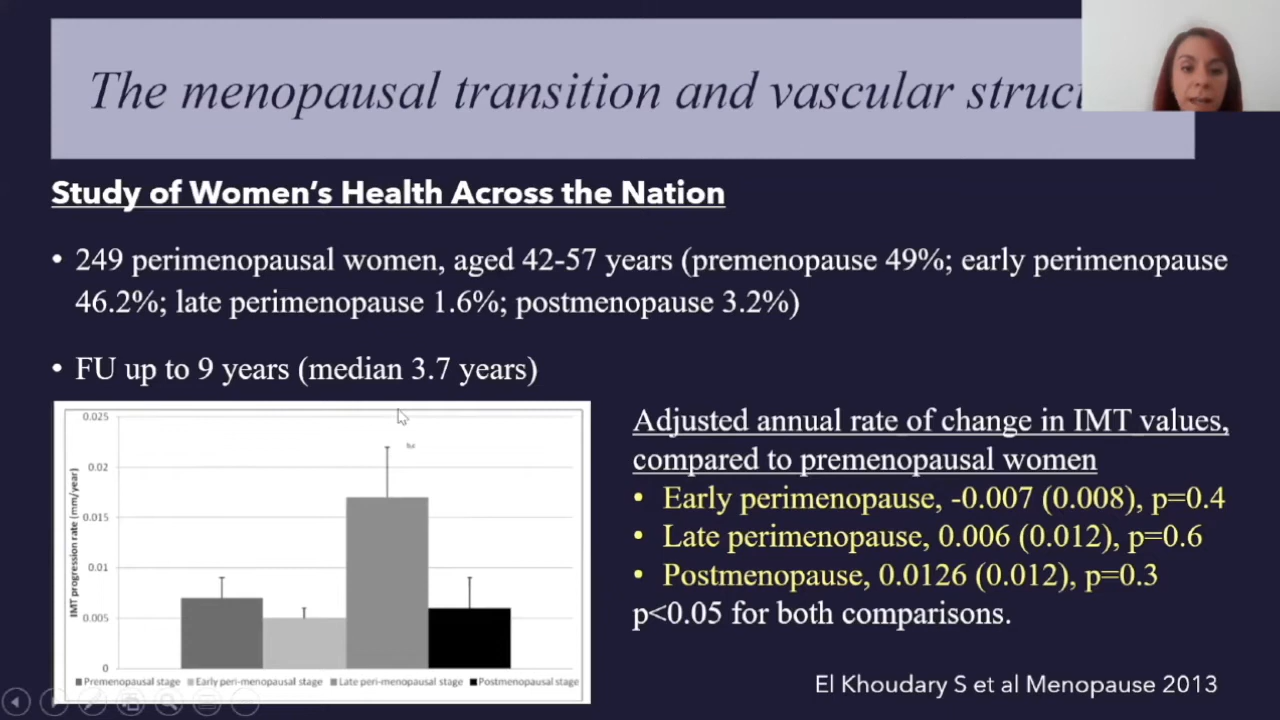 The menopausal transition and vascular struct
Study of Women's Health Across the Nation
• 249 perimenopausal women, aged 42-57 years (premenopause 49%; early perimenopause
46.2%; late perimenopause 1.6%; postmenopause 3.2%)
• FU up to 9 years (median 3.7 years)
0.025
0.02
0.015
0.01
0.005
0
IMT progression rate (mm/year)
Premenopausal stage Early peri-menopausal stage Late peri-menopausal stage Postmenopausal stage
Adjusted annual rate of change in IMT values,
compared to premenopausal women
• Early perimenopause, -0.007 (0.008), p=0.4
• Late perimenopause, 0.006 (0.012), p=0.6
• Postmenopause, 0.0126 (0.012), p=0.3
p<0.05 for both comparisons.
El Khoudary S et al Menopause 2013